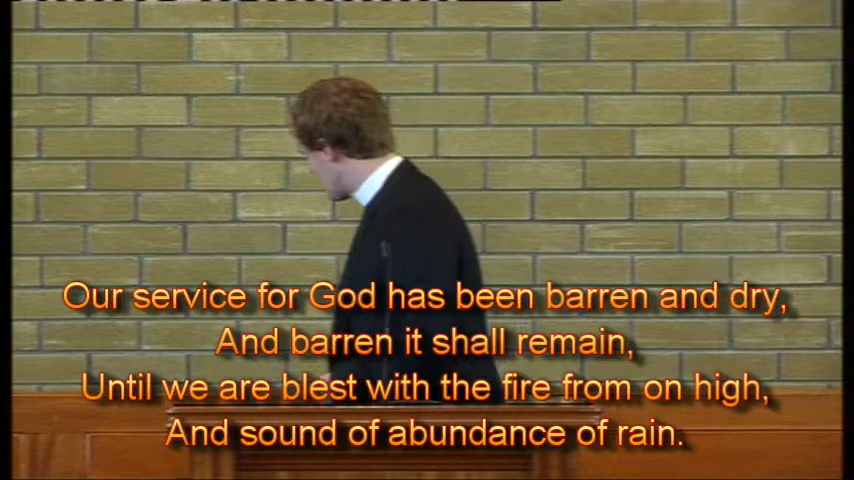 Our service for God has been barren and dry,
And barren it shall remain,
Until we are blest with the fire from on high,
And sound of abundance of rain.